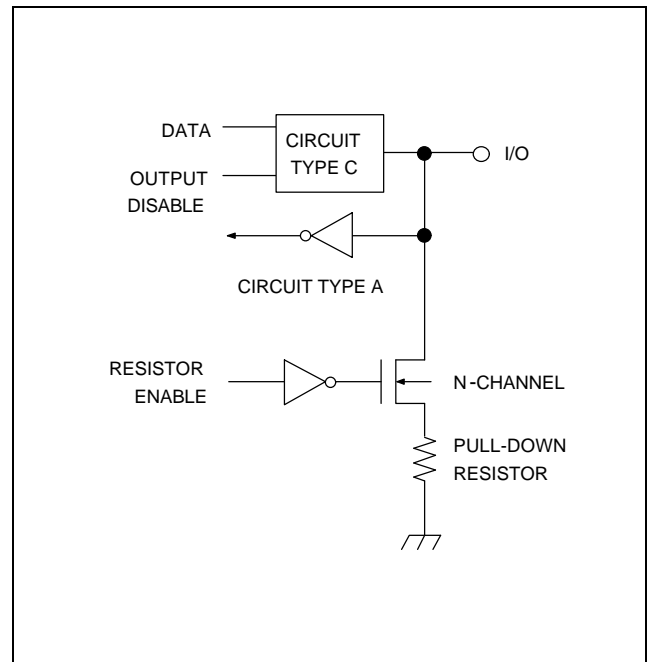 DATA
CIRCUIT
TYPE C
I/O
OUTPUT
DISABLE
CIRCUIT TYPE A
RESISTOR
ENABLE
N-CHANNEL
PULL-DOWN
RESISTOR